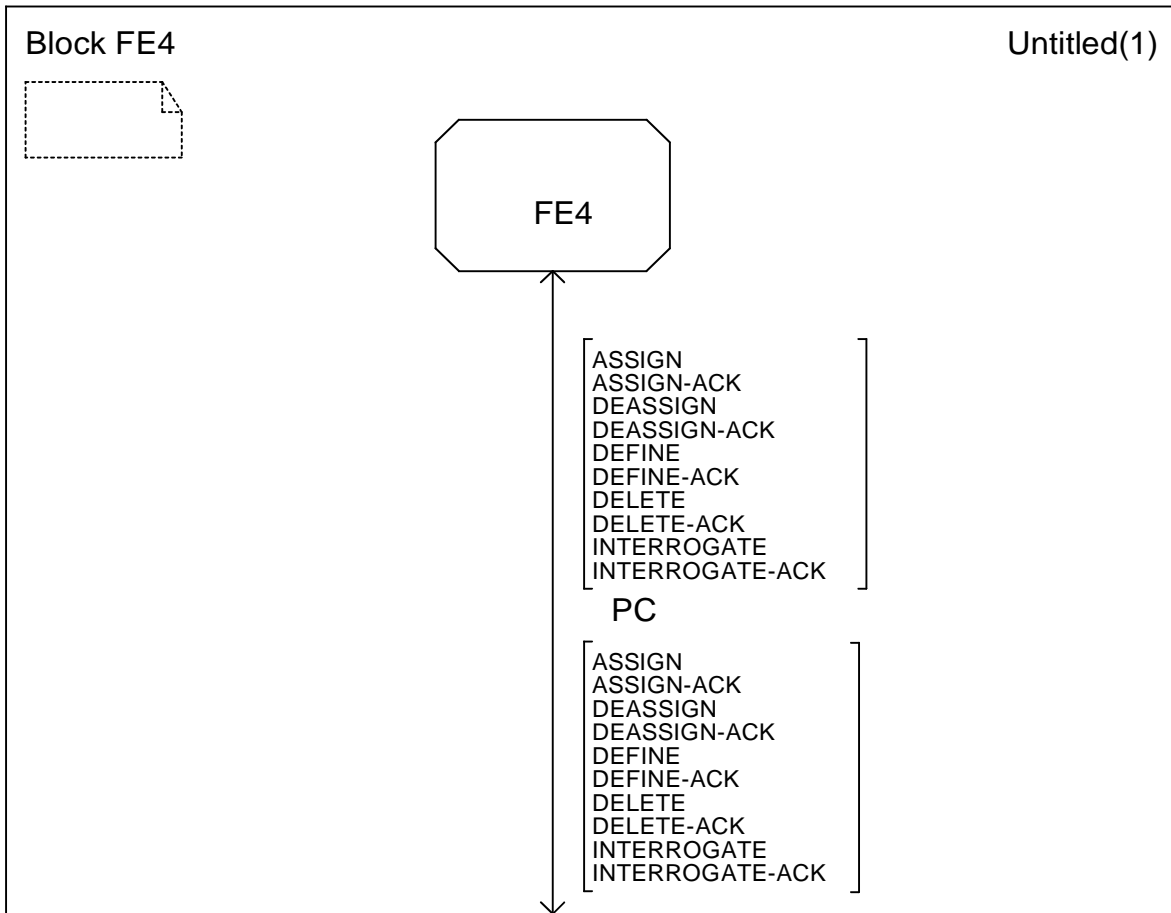 Block FE4
Untitled(1)
FE4
ASSIGN
ASSIGN-ACK
DEASSIGN
DEASSIGN-ACK
DEFINE
DEFINE-ACK
DELETE
DELETE-ACK
INTERROGATE
INTERROGATE-ACK
PC
ASSIGN
ASSIGN-ACK
DEASSIGN
DEASSIGN-ACK
DEFINE
DEFINE-ACK
DELETE
DELETE-ACK
INTERROGATE
INTERROGATE-ACK